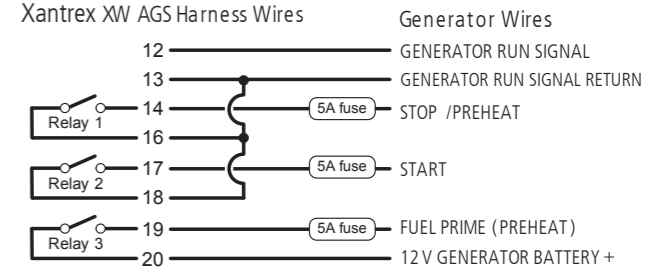 Xantrex XW AGS Harness Wires Generator Wires
12 GENERATOR RUN SIGNAL
13 GENERATOR RUN SIGNAL RETURN
14 5A fuse STOP /PREHEAT
Relay 1
16
17 5A fuse START
Relay 2
18
19 5A fuse FUEL PRIME (PREHEAT)
Relay 3
20 12V GENERATOR BATTERY +